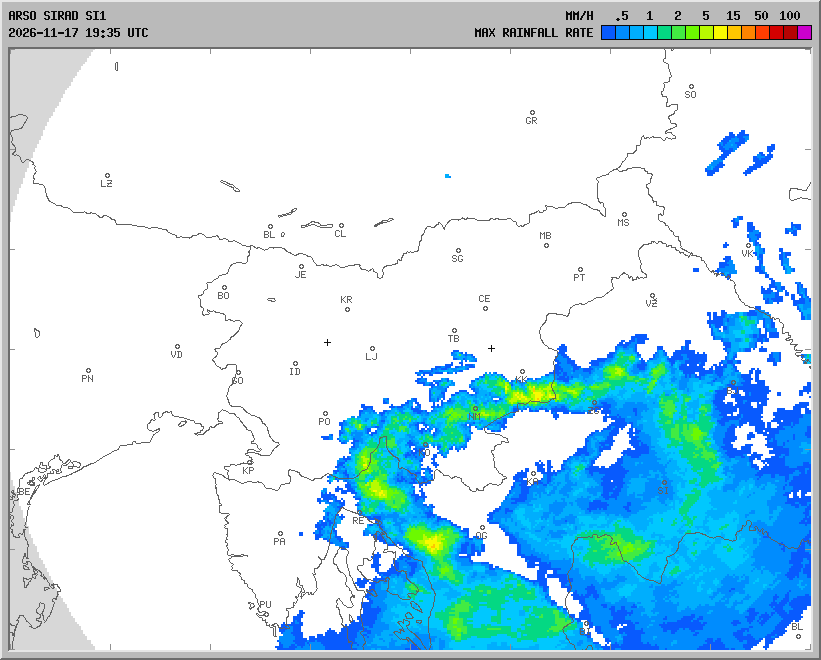 ARSO SIRAD SI1
MM/H .5 1 2 5 15 50 100
2026-11-17 19:35 UTC
MAX RAINFALL RATE
SO
GR
LZ
MS
BL
CL
MB
VK
SG
JE
PT
BO
KR
CE
VZ
TB
VD
LJ
ID
PN
GO
KK
PO
KP
BE
RE
OG
PA
PU
BL